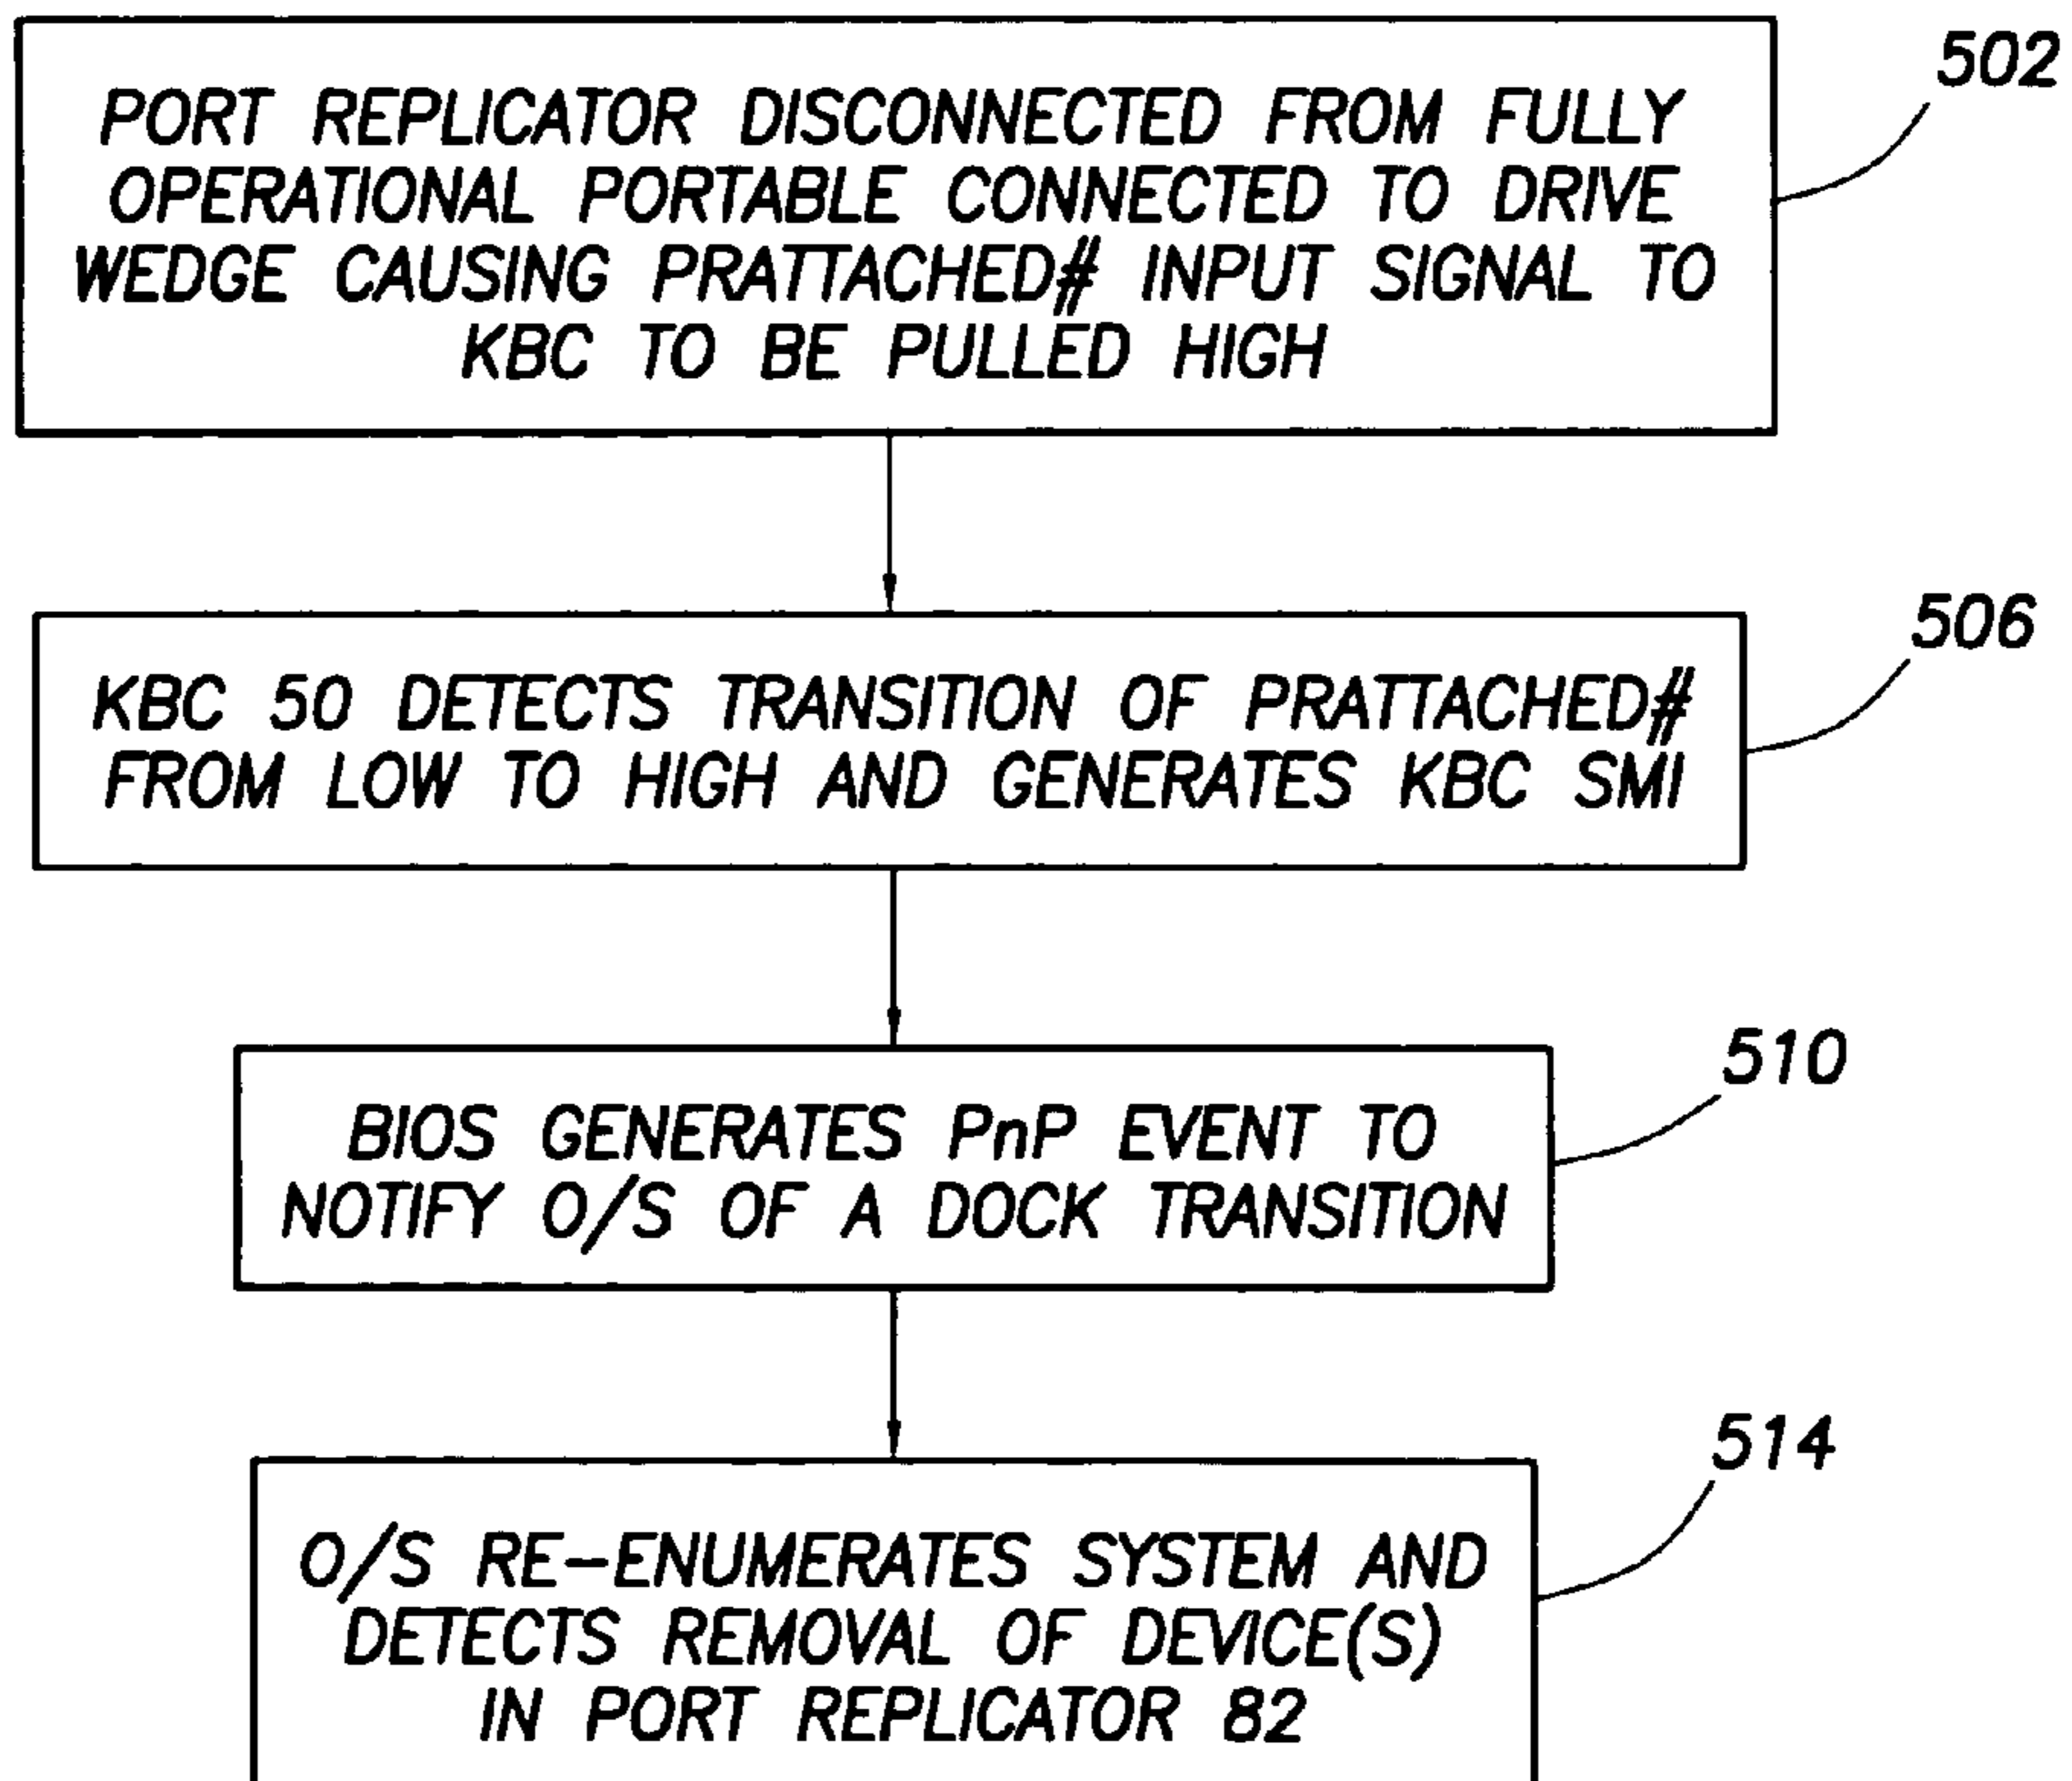 PORT REPLICATOR DISCONNECTED FROM FULLY
OPERATIONAL PORTABLE CONNECTED TO DRIVE
WEDGE CAUSING PRATTACHED# INPUT SIGNAL TO
KBC TO BE PULLED HIGH
502
KBC 50 DETECTS TRANSITION OF PRATTACHED#
FROM LOW TO HIGH AND GENERATES KBC SMI
506
BIOS GENERATES PnP EVENT TO
NOTIFY O/S OF A DOCK TRANSITION
510
O/S RE-ENUMERATES SYSTEM AND
DETECTS REMOVAL OF DEVICE(S)
IN PORT REPLICATOR 82
514